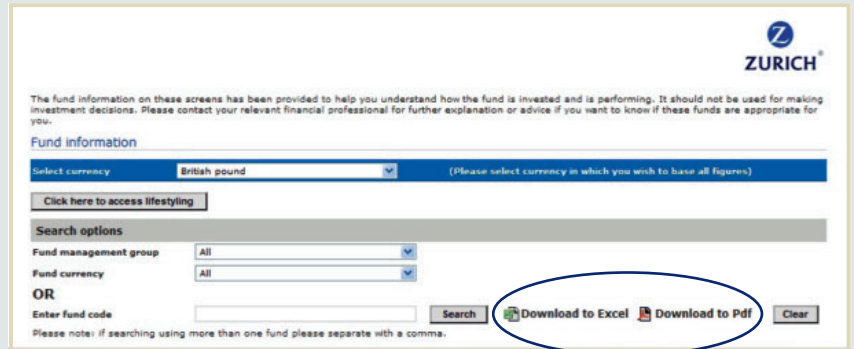 ZURICH®
The fund information on these screens has been provided to help you understand how the fund is invested and is performing. It should not be used for making
investment decisions. Please contact your relevant financial professional for further explanation or advice if you want to know if these funds are appropriate for
you.
Fund information
Select currency British pound (Please select currency in which you wish to base all figures)
Click here to access lifestyling
Search options
Fund management group All
Fund currency All
OR
Enter fund code Search Download to Excel Download to Pdf Clear
Please note: if searching using more than one fund please separate with a comma.